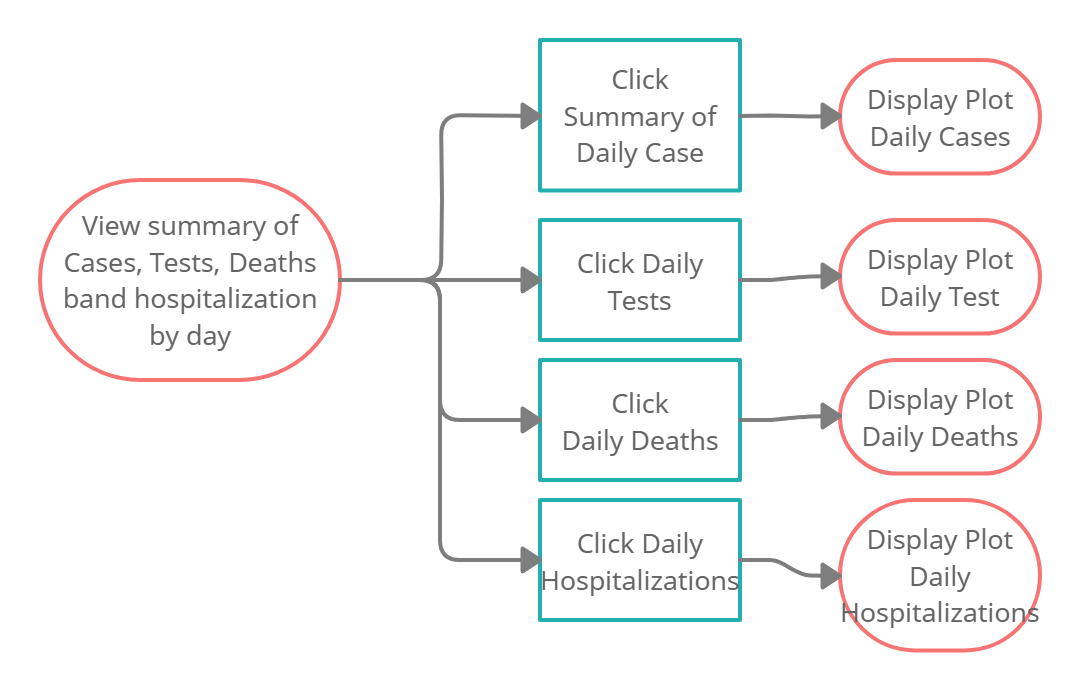 View summary of
Cases, Tests, Deaths
band hospitalization
by day
Click
Summary of
Daily Case
Display Plot
Daily Cases
Click Daily
Tests
Display Plot
Daily Test
Click
Daily Deaths
Display Plot
Daily Deaths
Click Daily
Hospitalizations
Display Plot
Daily
Hospitalizations